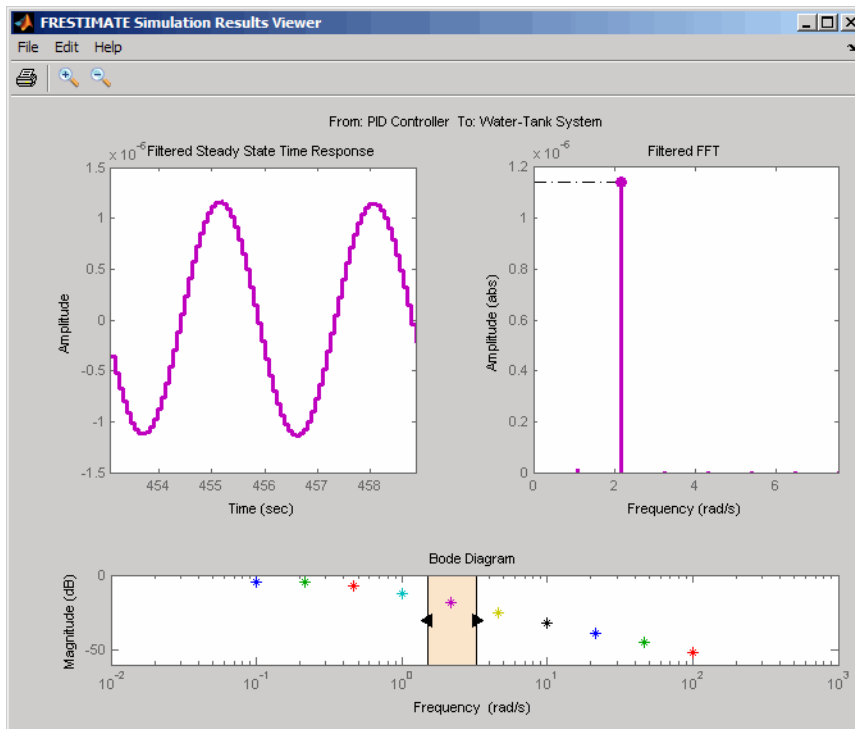 FRESTIMATE Simulation Results Viewer
File Edit Help
From: PID Controller To: Water-Tank System
x 10^-6 Filtered Steady State Time Response
1.5
1
0.5
0
-0.5
-1
-1.5
Amplitude
454 455 456 457 458
Time (sec)
x 10^-6 Filtered FFT
1.2
1
0.8
0.6
0.4
0.2
0
Amplitude (abs)
0 2 4 6
Frequency (rad/s)
Bode Diagram
0
-50
Magnitude (dB)
10^-2 10^-1 10^0 10^1 10^2 10^3
Frequency (rad/s)